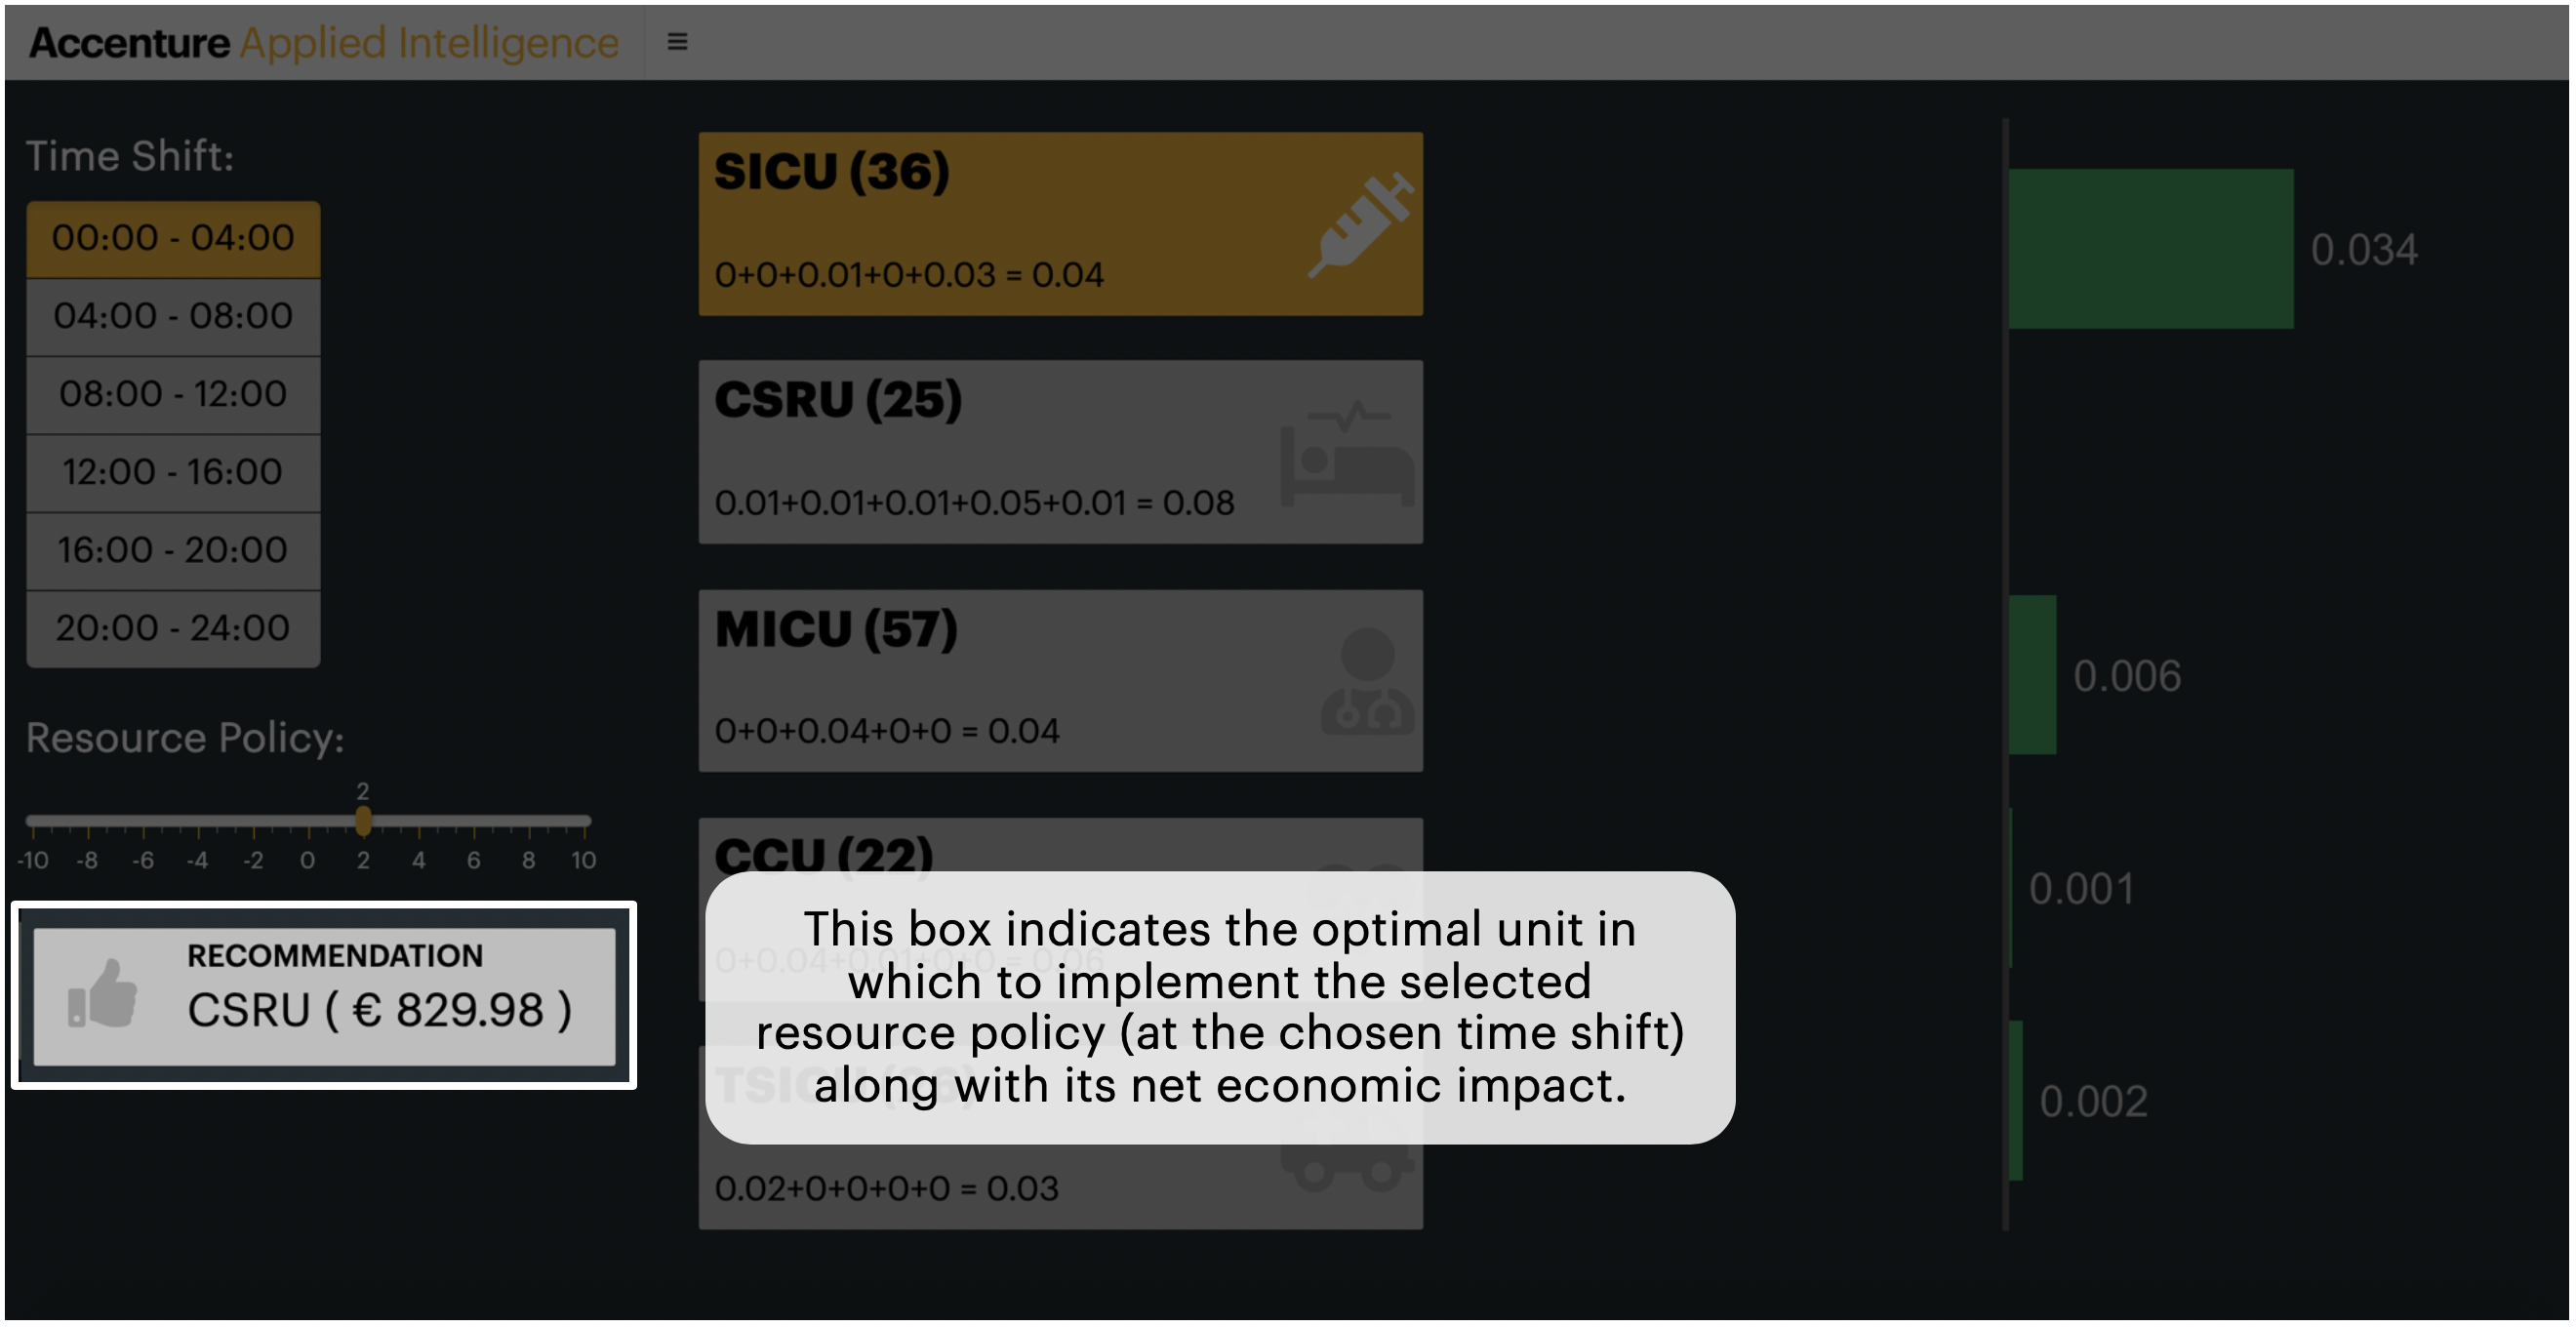 Accenture Applied Intelligence
Time Shift:
00:00 - 04:00
04:00 - 08:00
08:00 - 12:00
12:00 - 16:00
16:00 - 20:00
20:00 - 24:00
Resource Policy:
2
-10 -8 -6 -4 -2 0 2 4 6 8 10
RECOMMENDATION
CSRU ( € 829.98 )
SICU (36)
0+0+0.01+0+0.03 = 0.04
CSRU (25)
0.01+0.01+0.01+0.05+0.01 = 0.08
MICU (57)
0+0+0.04+0+0 = 0.04
CCU (22)
0+0.04+0.01+0+0 = 0.06
This box indicates the optimal unit in
which to implement the selected
resource policy (at the chosen time shift)
along with its net economic impact.
TSICU
0.02+0+0+0+0 = 0.03
0.034
0.006
0.001
0.002